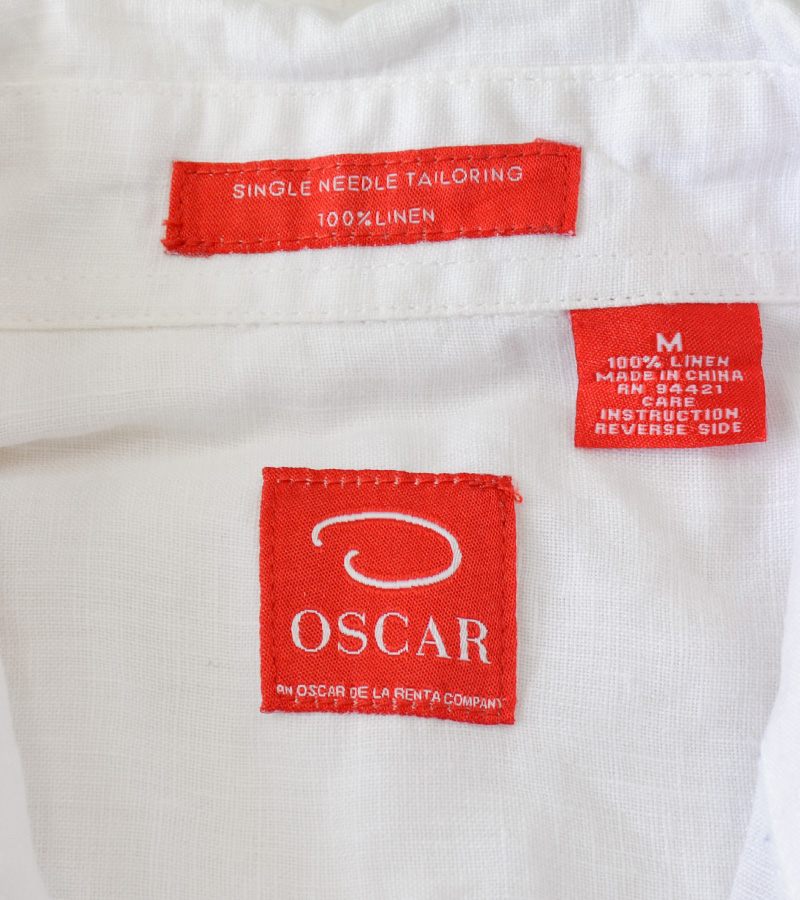 SINGLE NEEDLE TAILORING
100% LINEN
M
100% LINEN
MADE IN CHINA
RN 94421
CARE
INSTRUCTION
REVERSE SIDE
OSCAR
AN OSCAR DE LA RENTA COMPANY